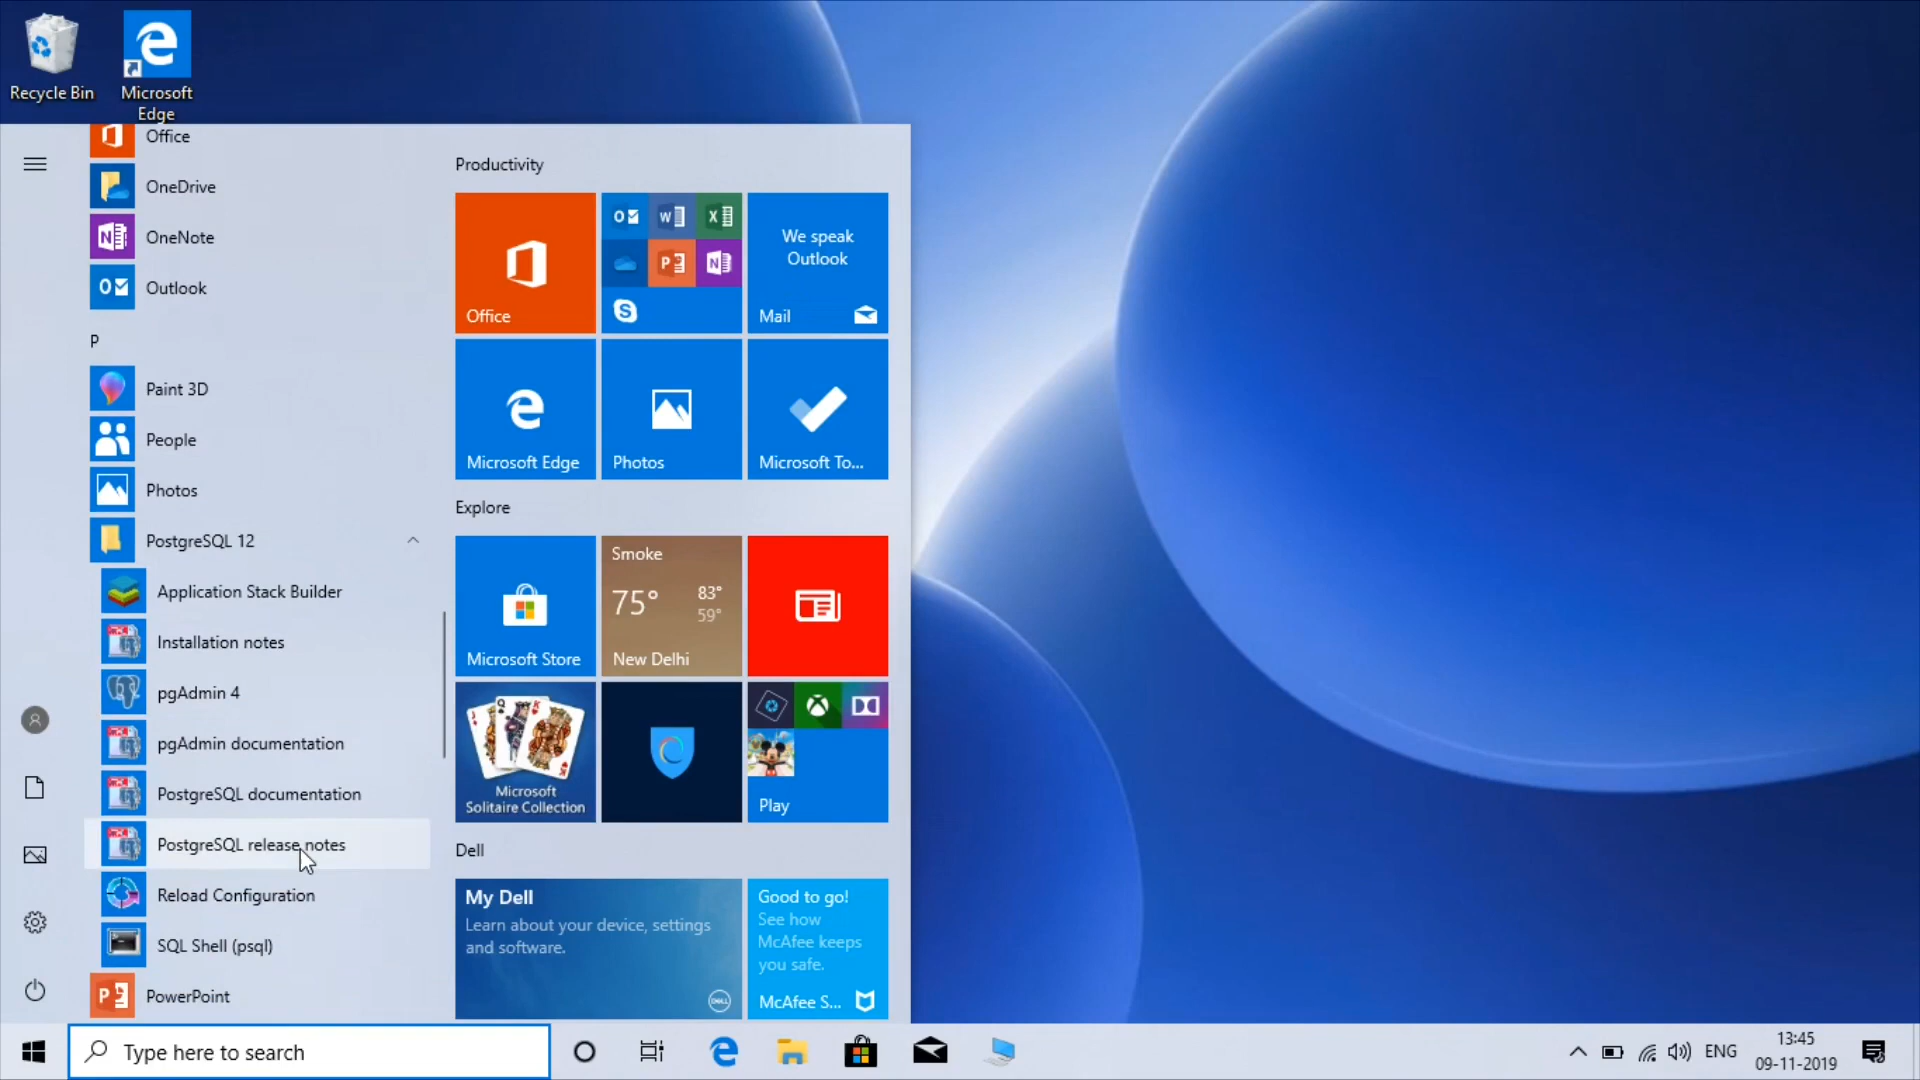 Recycle Bin
Microsoft
Edge
Office
OneDrive
OneNote
Outlook
P
Paint 3D
People
Photos
PostgreSQL 12
Application Stack Builder
Installation notes
pgAdmin 4
pgAdmin documentation
PostgreSQL documentation
PostgreSQL release notes
Reload Configuration
SQL Shell (psql)
PowerPoint
Productivity
Office
We speak
Outlook
Mail
Microsoft Edge
Photos
Microsoft To...
Explore
Microsoft Store
Smoke
75°
83°
59°
New Delhi
Microsoft
Solitaire Collection
Play
Dell
My Dell
Learn about your device, settings
and software.
DELL
Good to go!
See how
McAfee keeps
you safe.
McAfee S...
Type here to search
ENG
13:45
09-11-2019